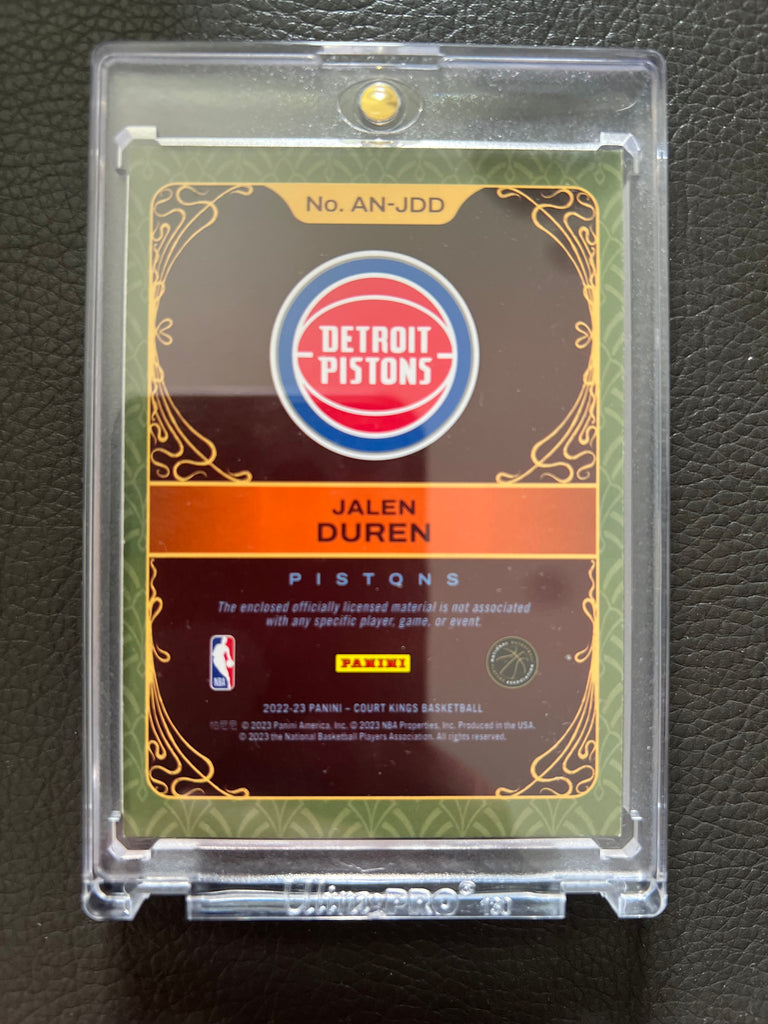 No. AN-JDD
DETROIT
PISTONS
JALEN
DUREN
PISTONS
The enclosed officially licensed material is not associated
with any specific player, game, or event.
NBA
PANINI
2022-23 PANINI – COURT KINGS BASKETBALL
© 2023 Panini America, Inc. © 2023 NBA Properties, Inc. Produced in the USA.
© 2023 the National Basketball Players Association. All rights reserved.
UltraPRO